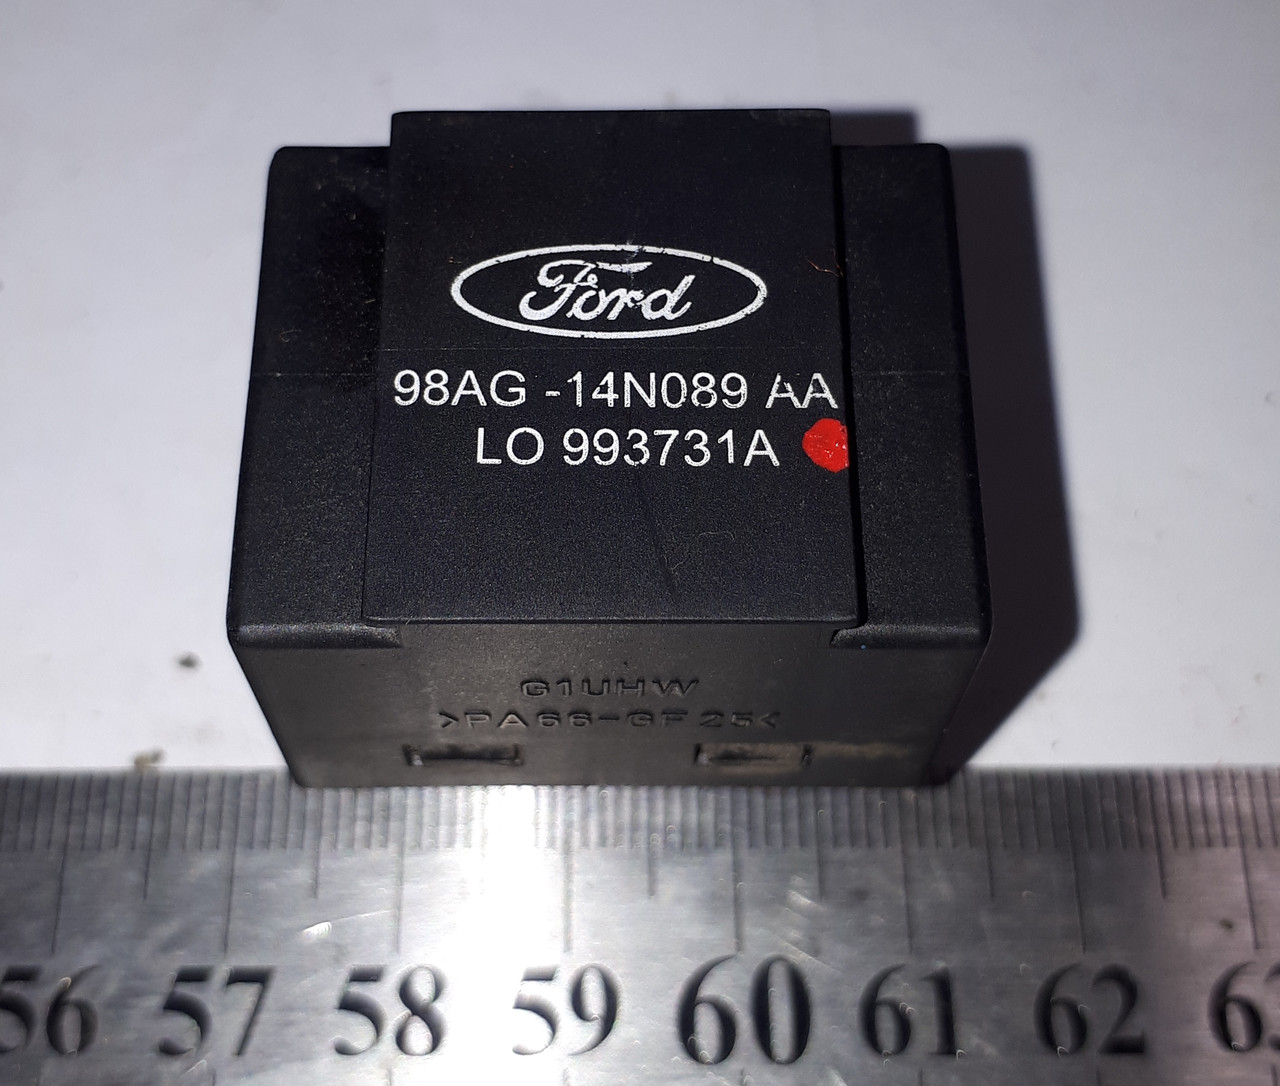 Ford
98AG -14N089 AA
LO 993731A
G1UHW
>PA66-GF25<
56 57 58 59 60 61 62